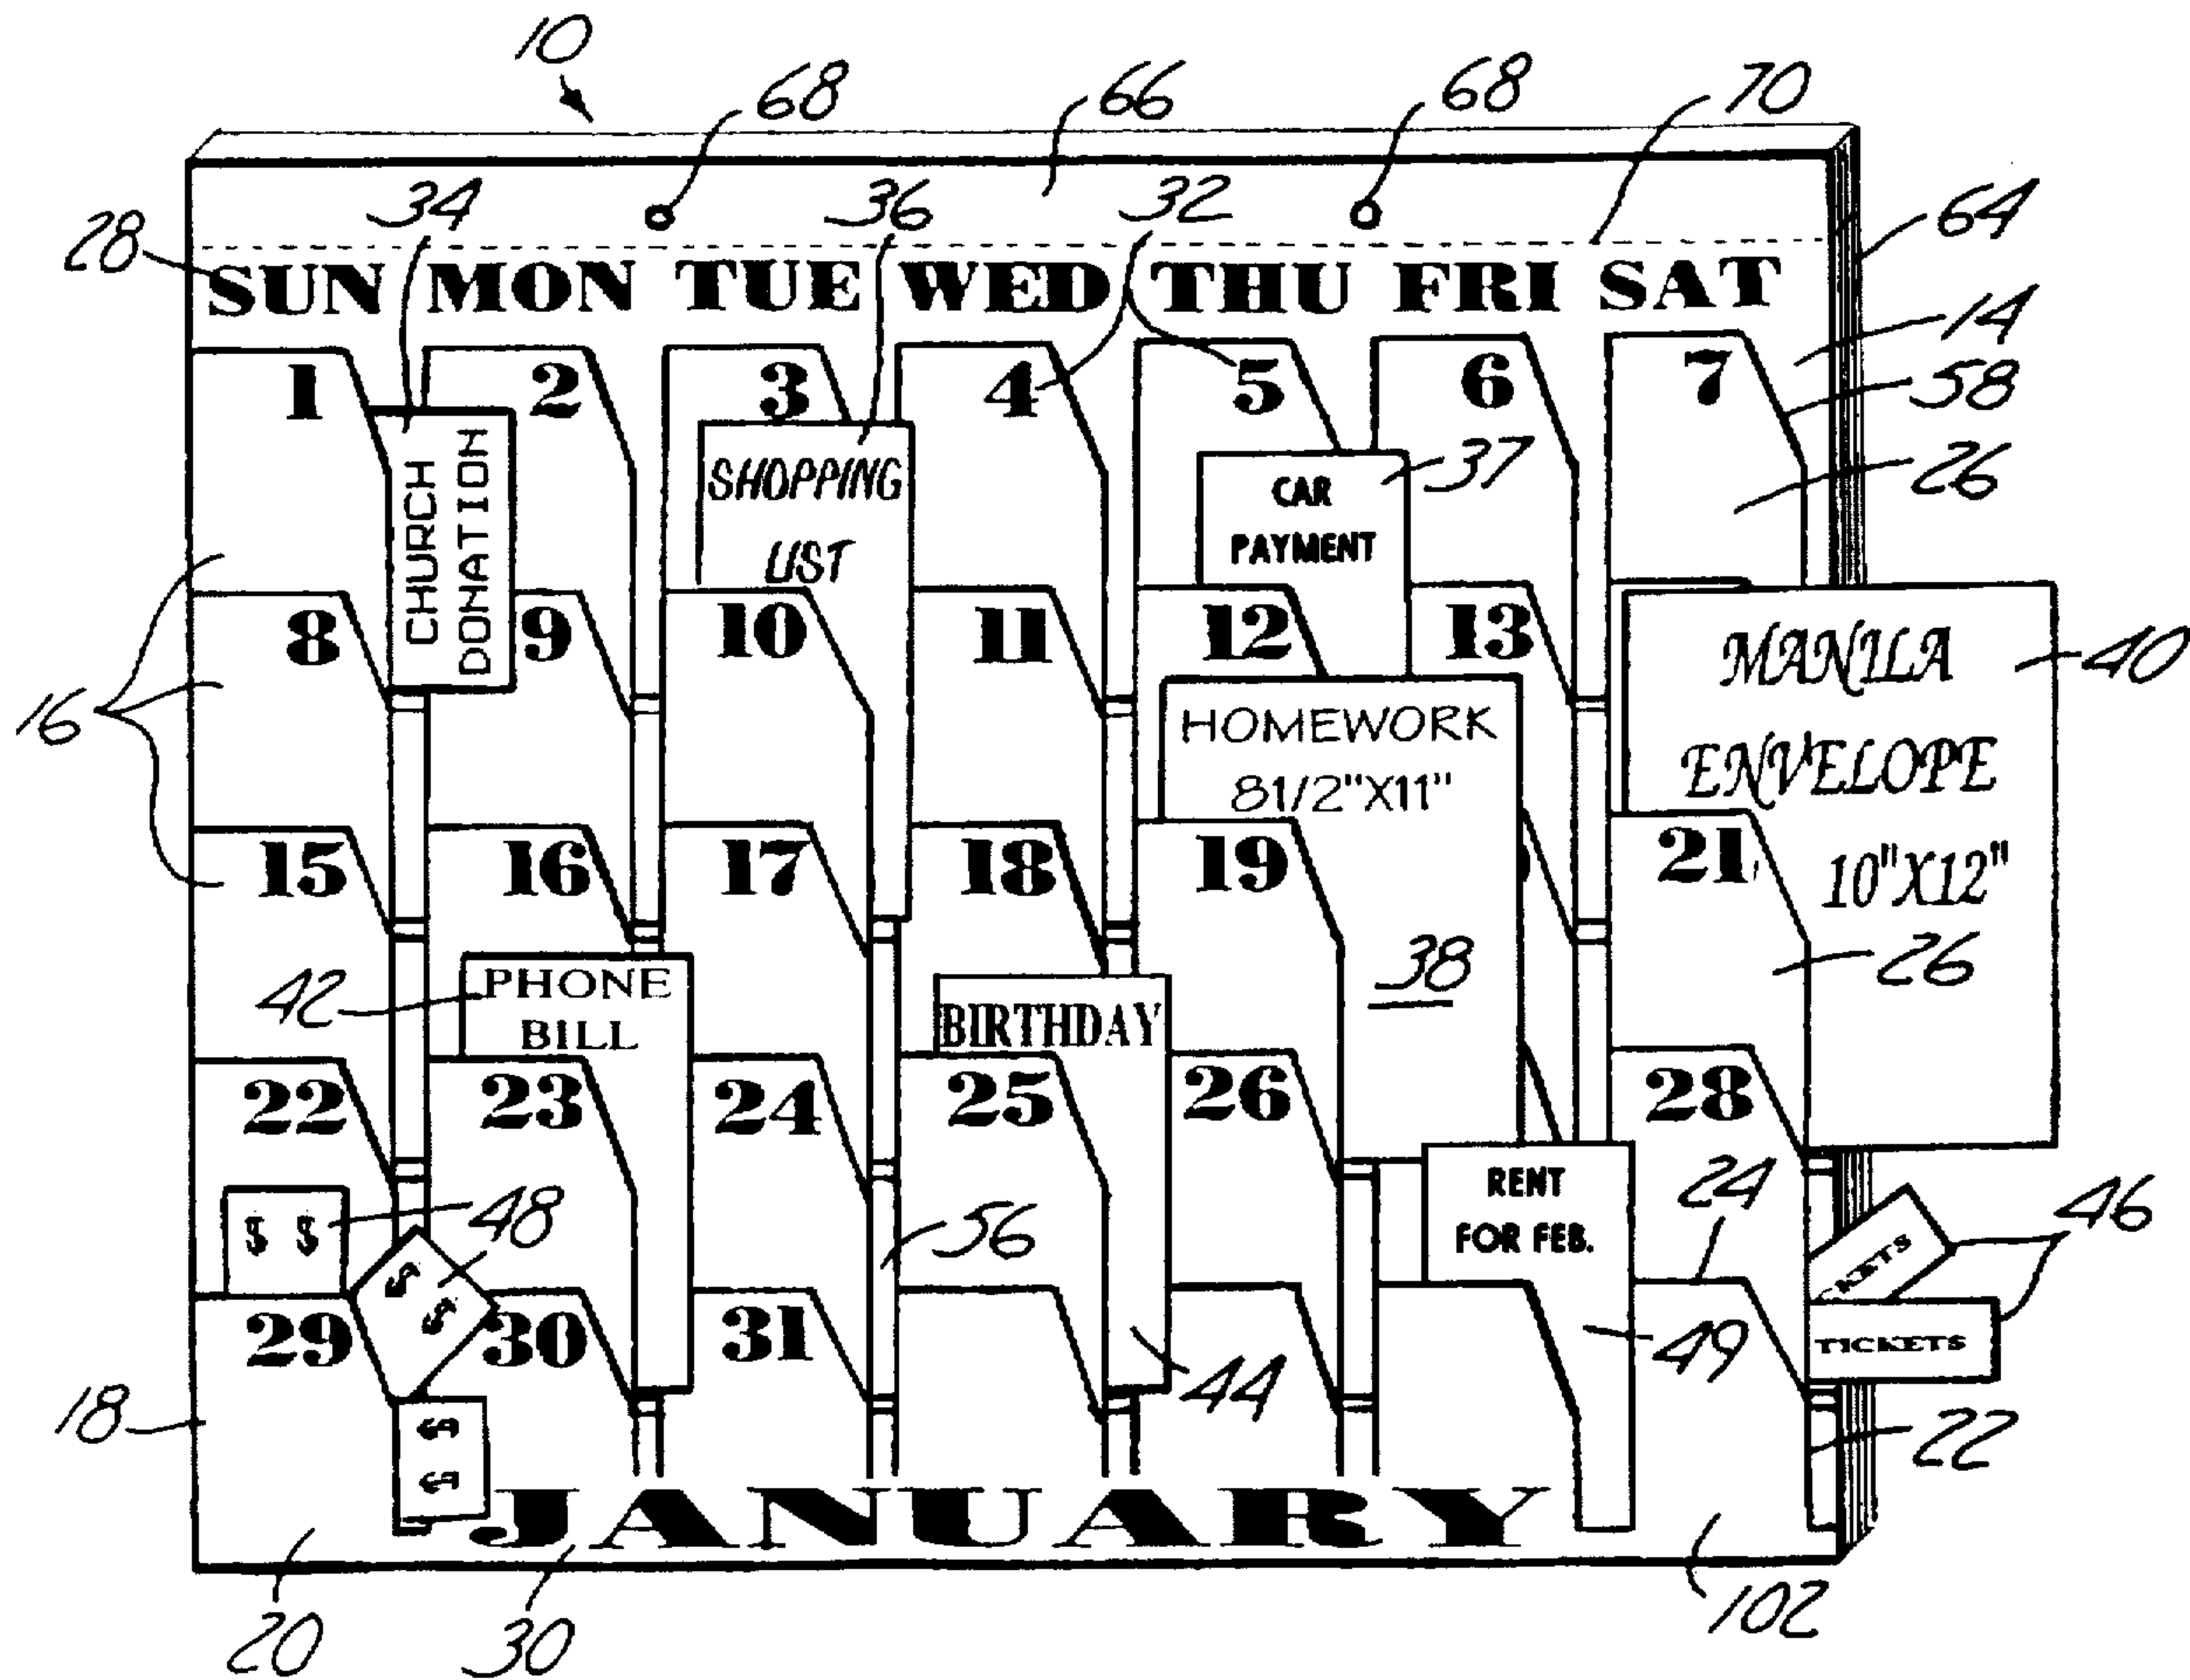 10 68 66 68 70
34 36 32
28 64
SUN MON TUE WED THU FRI SAT
14
1 2 3 4 5 6 7
58
26
37
CHURCH
DONATION
SHOPPING
LIST
CAR
PAYMENT
8 9 10 11 12 13
MANILA
ENVELOPE
10"X12"
40
16
HOMEWORK
8 1/2"X11"
15 16 17 18 19 21
38
26
42
PHONE
BILL
BIRTHDAY
22 23 24 25 26 28
24
RENT
FOR FEB.
46
$ $
48
$ $
56
KETS
TICKETS
29 30 31
49
44
18
22
$ $
JANUARY
20 30 102